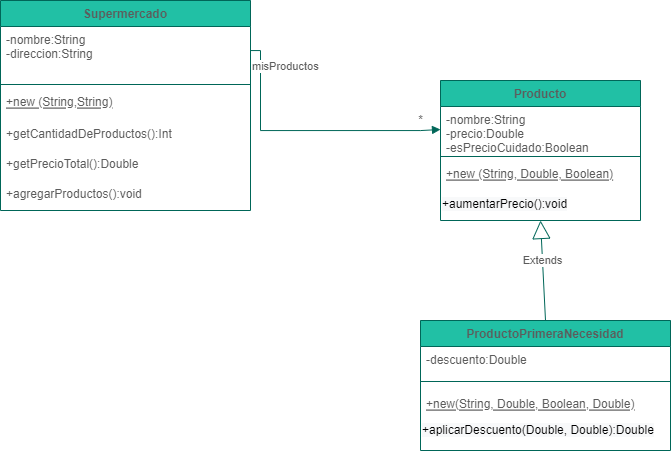 Supermercado
-nombre:String
-direccion:String
+new (String,String)
+getCantidadDeProductos():Int
+getPrecioTotal():Double
+agregarProductos():void
misProductos
*
Producto
-nombre:String
-precio:Double
-esPrecioCuidado:Boolean
+new (String, Double, Boolean)
+aumentarPrecio():void
Extends
ProductoPrimeraNecesidad
-descuento:Double
+new(String, Double, Boolean, Double)
+aplicarDescuento(Double, Double):Double